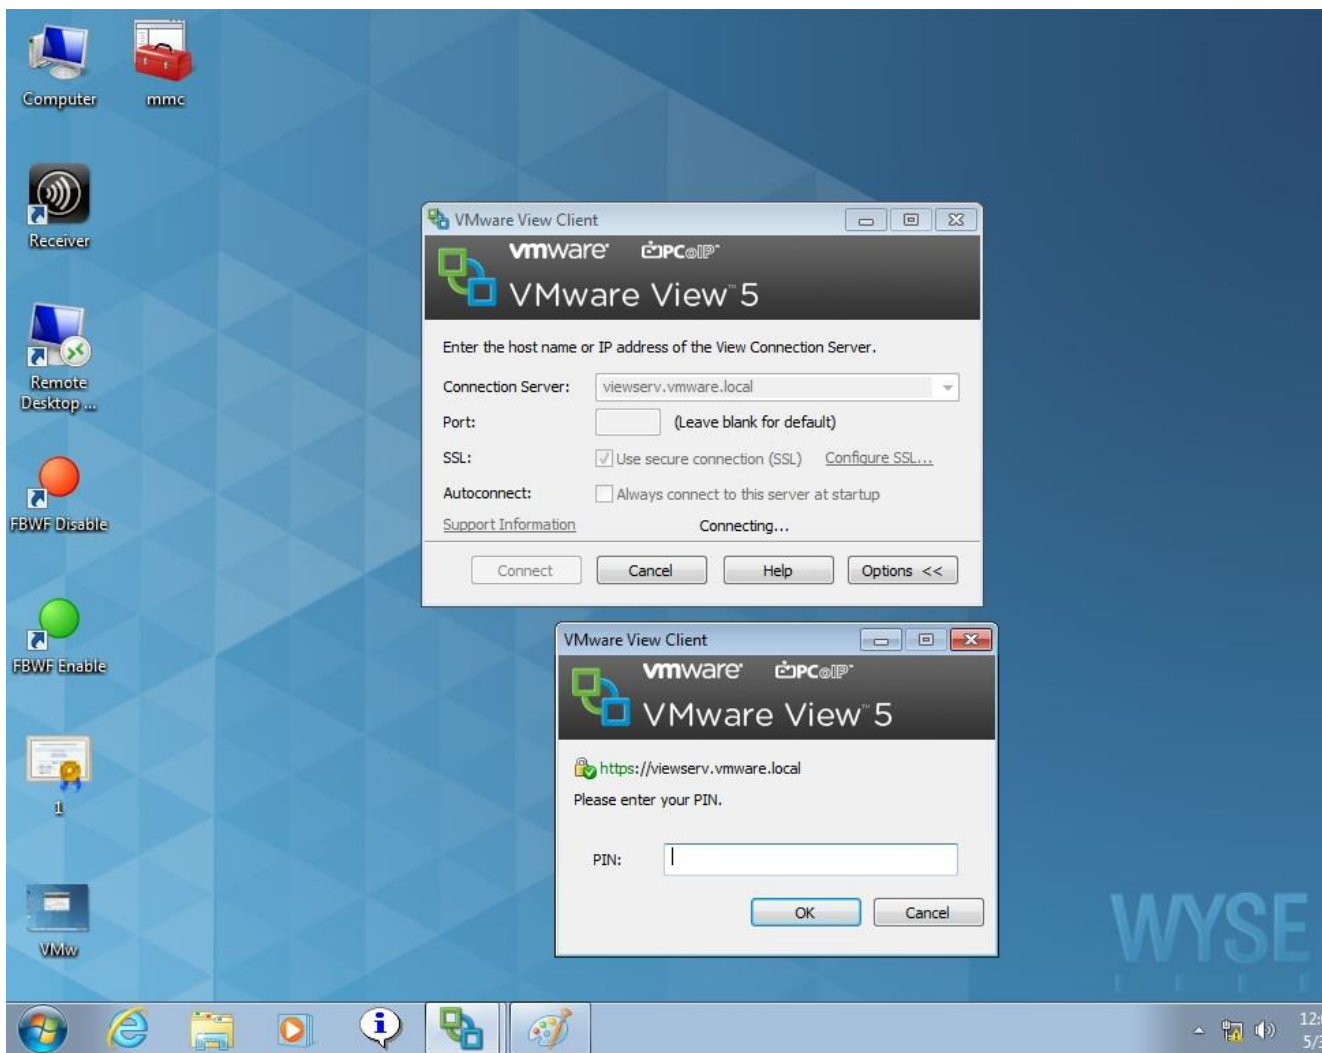 Computer
mmc
Receiver
Remote
Desktop ...
FBWF Disable
FBWF Enable
1
VMw
VMware View Client
vmware PCoIP
VMware View™ 5
Enter the host name or IP address of the View Connection Server.
Connection Server: viewserv.vmware.local
Port: (Leave blank for default)
SSL: Use secure connection (SSL) Configure SSL...
Autoconnect: Always connect to this server at startup
Support Information Connecting...
Connect Cancel Help Options <<
VMware View Client
vmware PCoIP
VMware View™ 5
https://viewserv.vmware.local
Please enter your PIN.
PIN:
OK Cancel
WYSE